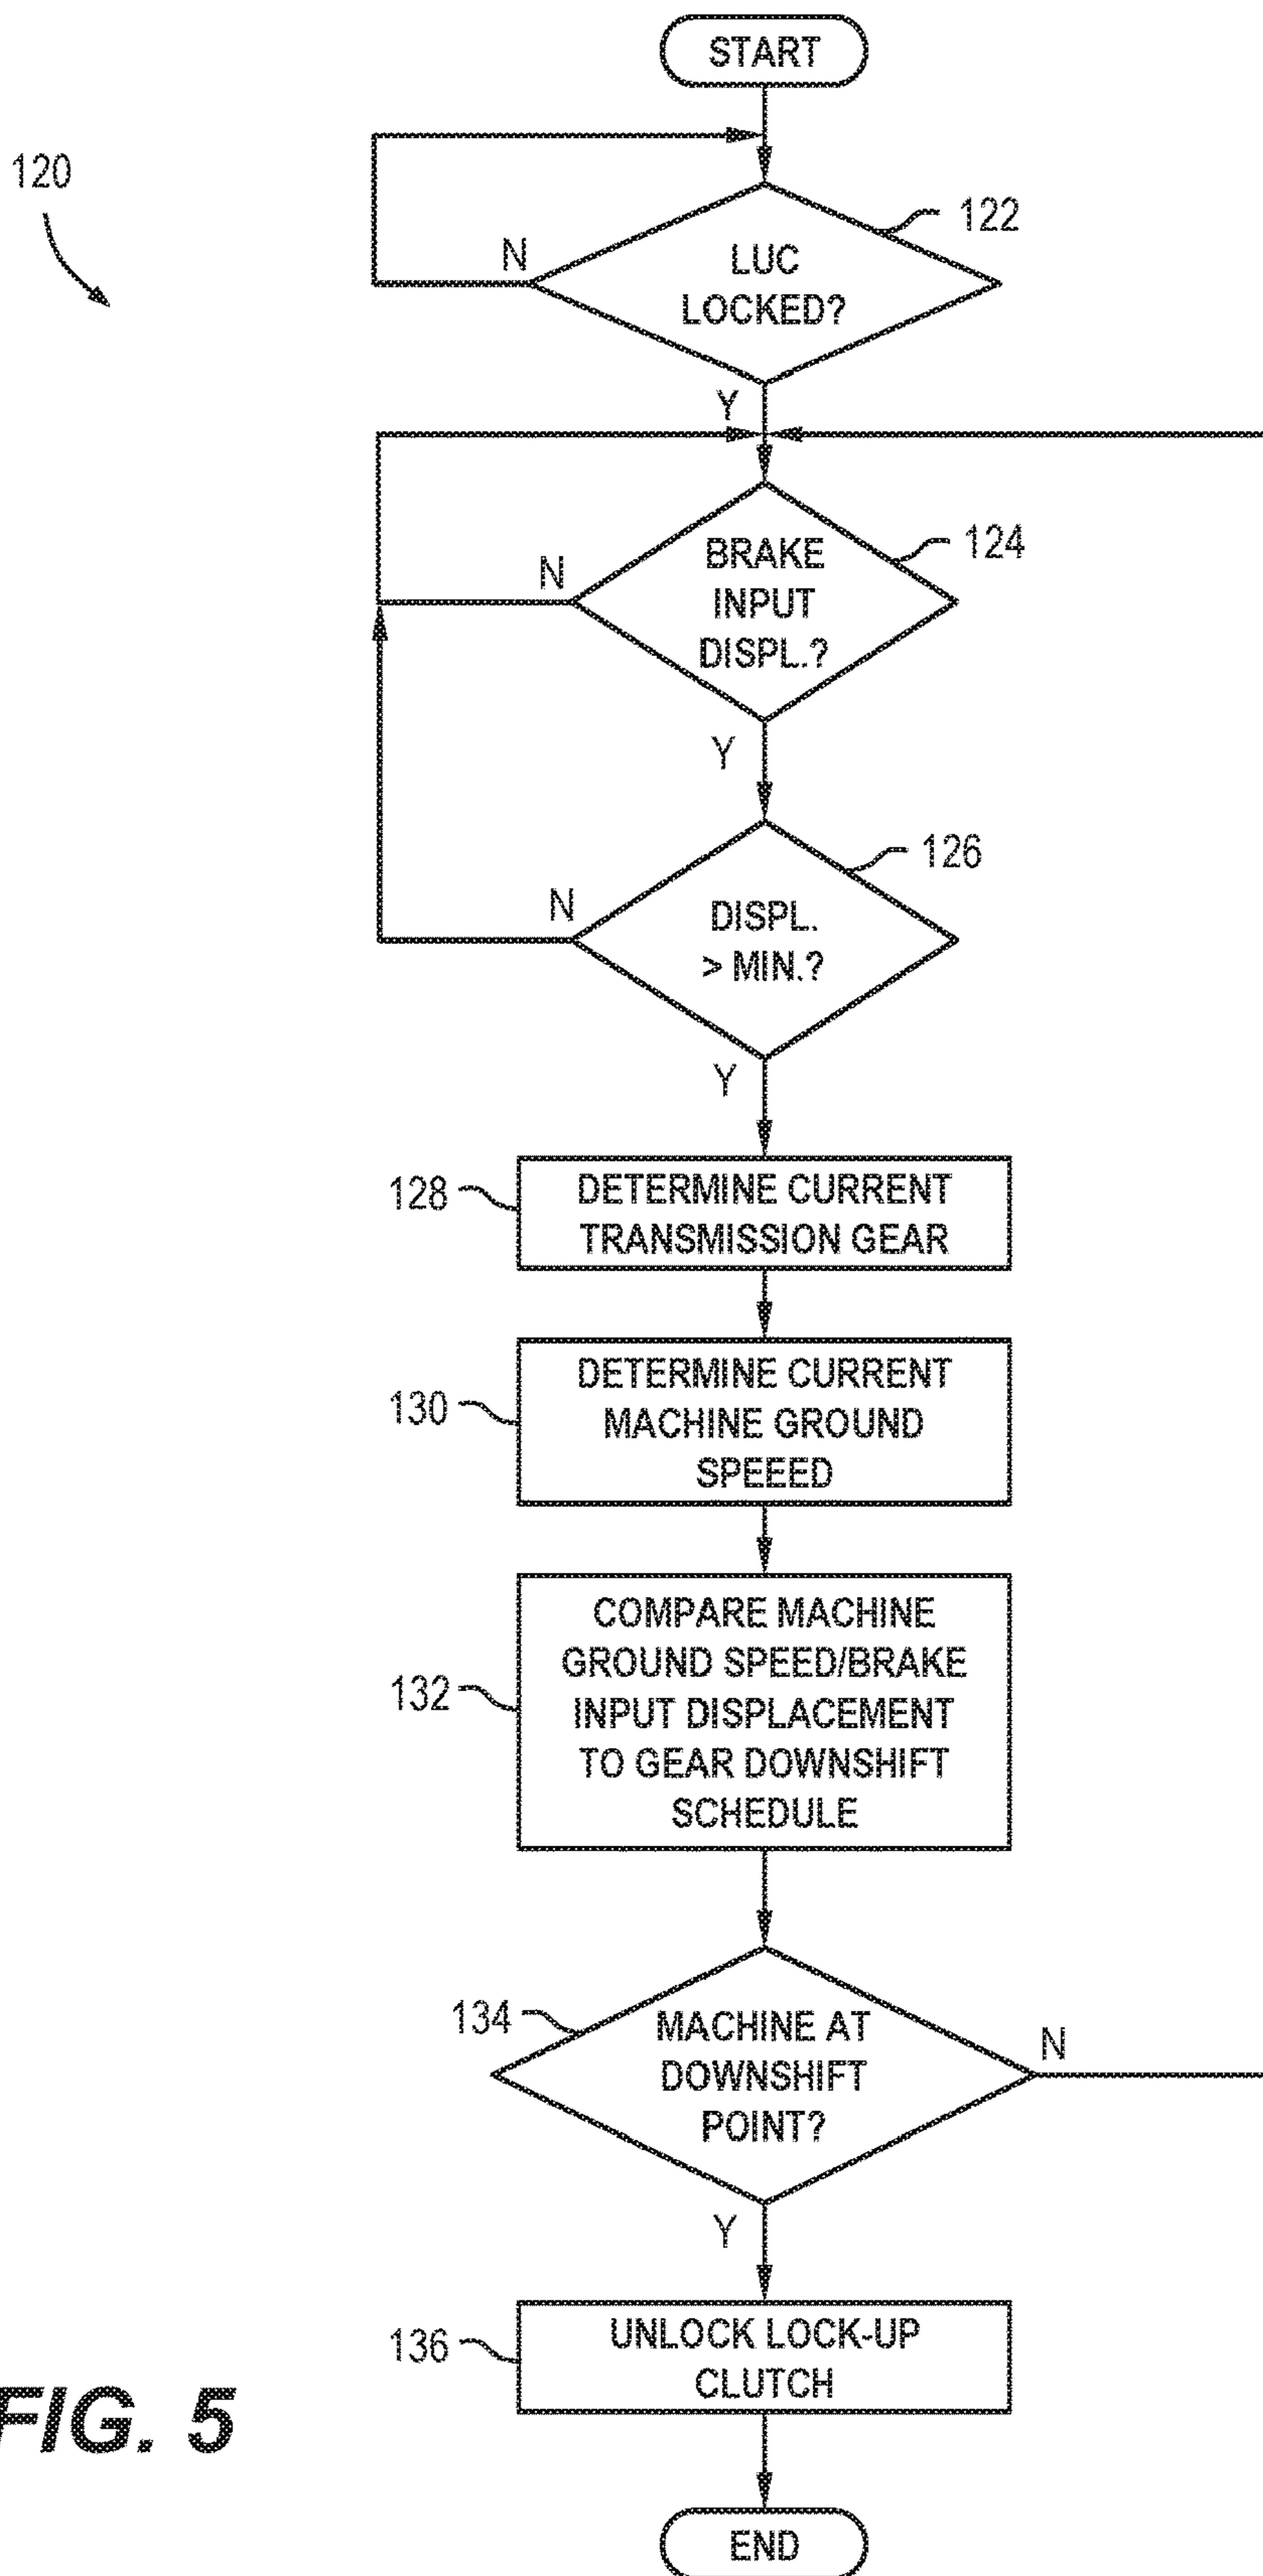 START
120
122
N
LUC
LOCKED?
Y
124
N
BRAKE
INPUT
DISPL.?
Y
126
N
DISPL.
> MIN.?
Y
128
DETERMINE CURRENT
TRANSMISSION GEAR
130
DETERMINE CURRENT
MACHINE GROUND
SPEEED
132
COMPARE MACHINE
GROUND SPEED/BRAKE
INPUT DISPLACEMENT
TO GEAR DOWNSHIFT
SCHEDULE
134
MACHINE AT
DOWNSHIFT
POINT?
N
Y
136
UNLOCK LOCK-UP
CLUTCH
FIG. 5
END